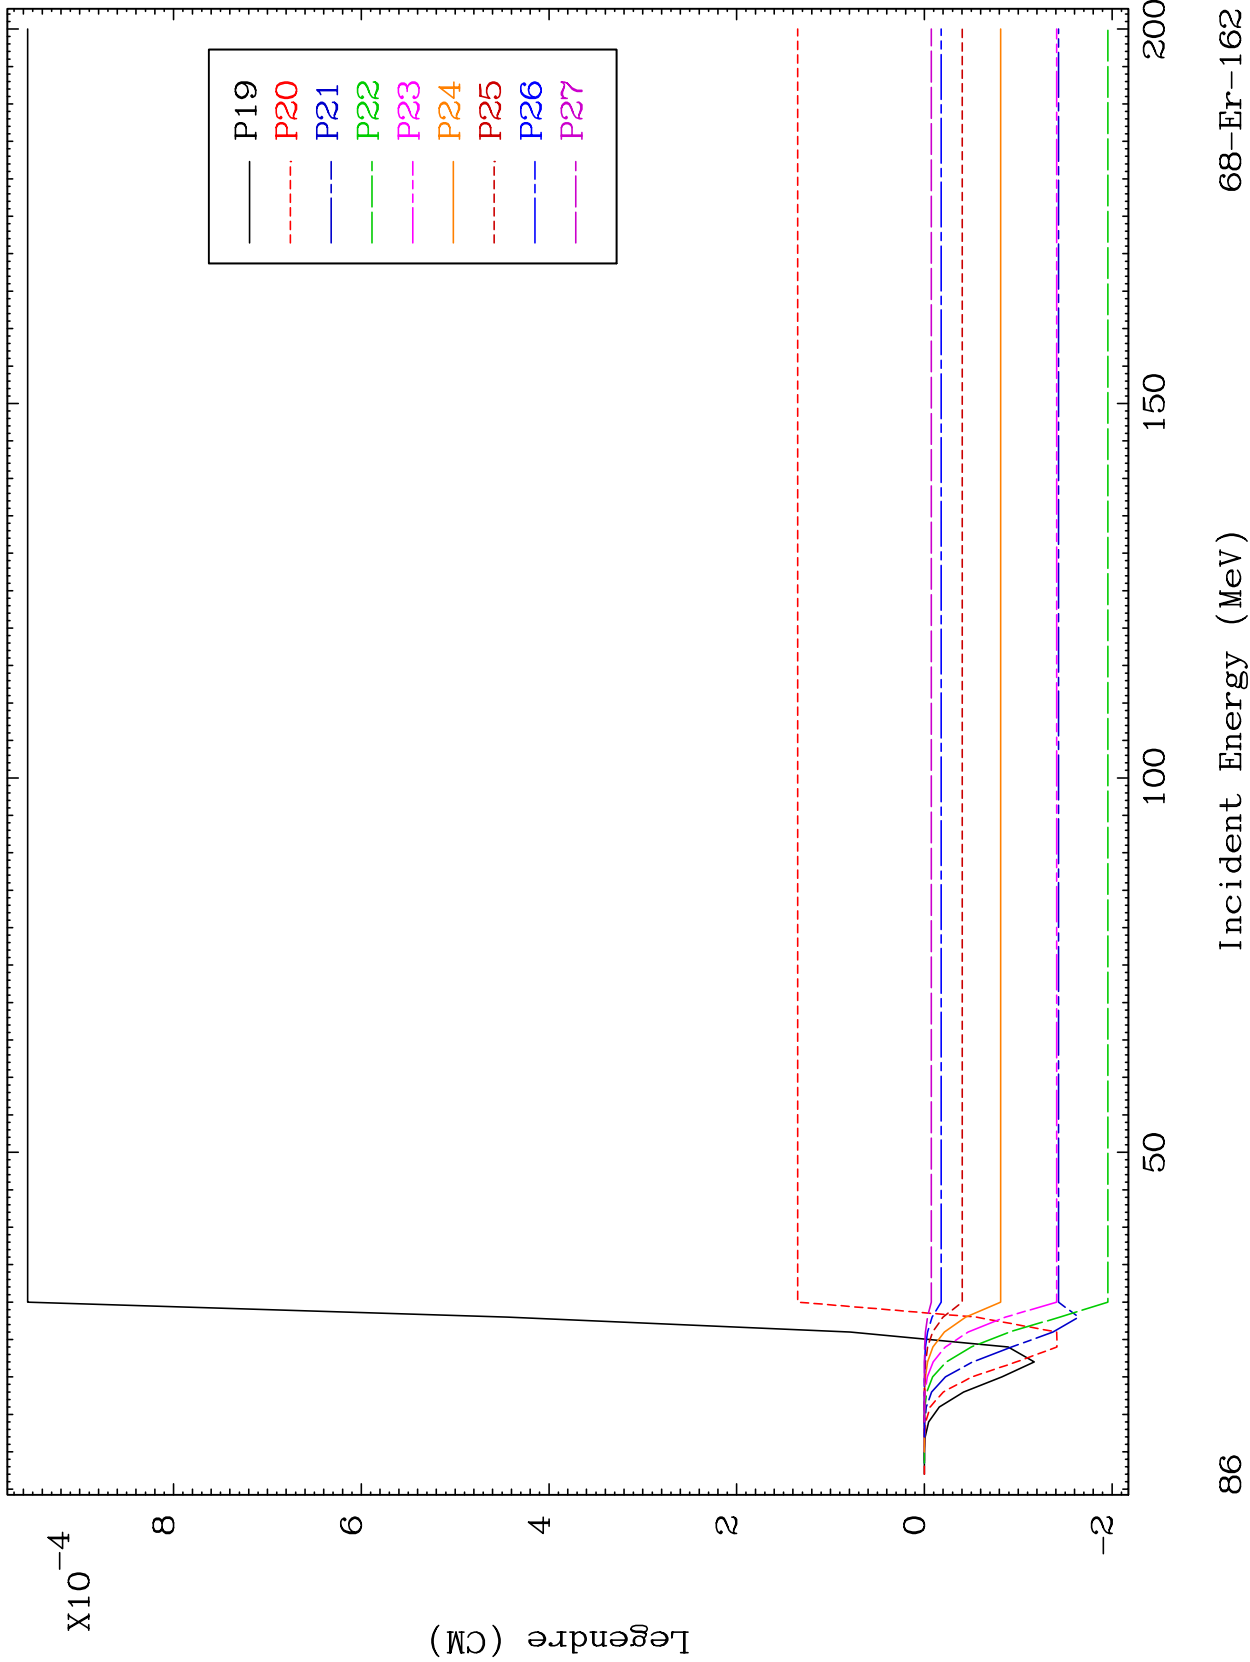 X10-4
8
6
4
2
0
-2
Legendre (CM)
P19
P20
P21
P22
P23
P24
P25
P26
P27
50
100
150
200
86
Incident Energy (MeV)
68-Er-162